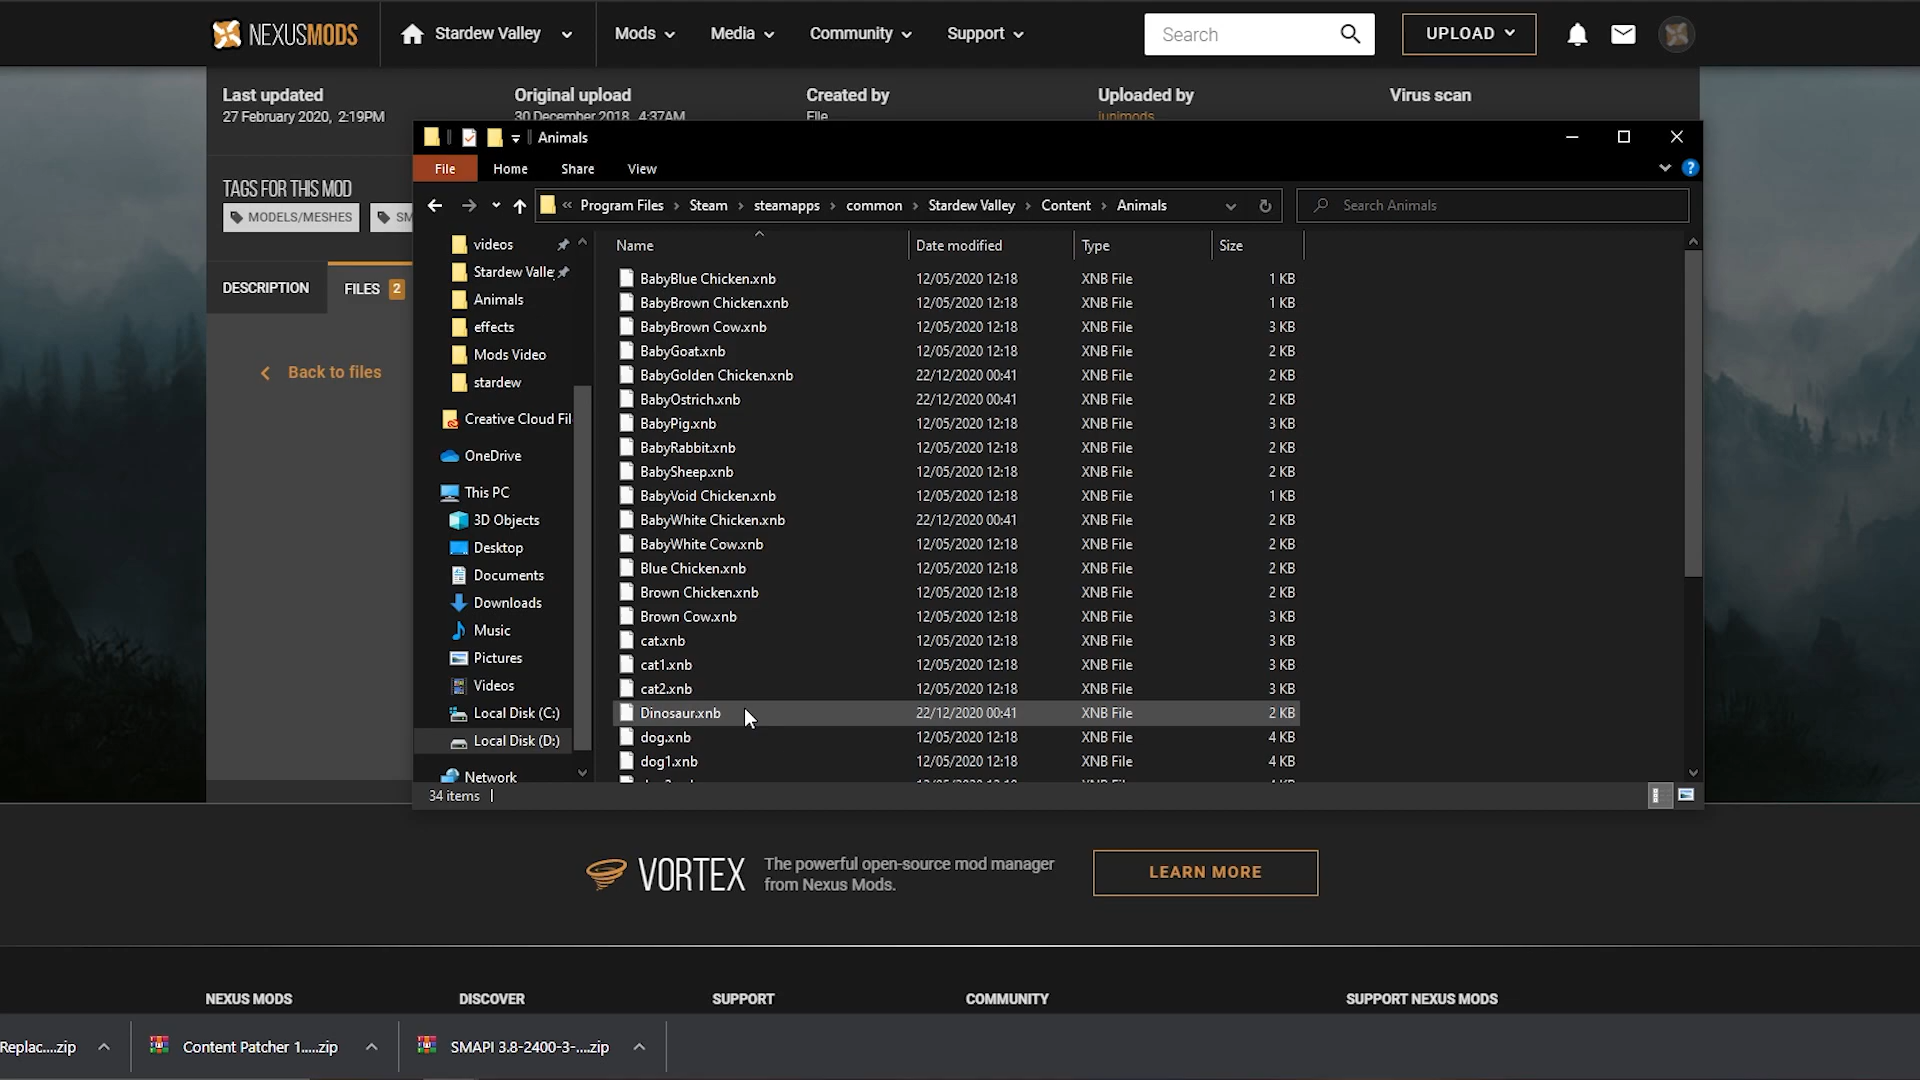 NEXUSMODS
Stardew Valley
Mods
Media
Community
Support
Search
UPLOAD
Last updated
27 February 2020, 2:19PM
Original upload
30 December 2018 4:37AM
Created by
Elle
Uploaded by
junimods
Virus scan
TAGS FOR THIS MOD
MODELS/MESHES
SM
DESCRIPTION
FILES 2
Back to files
Animals
File
Home
Share
View
« Program Files > Steam > steamapps > common > Stardew Valley > Content > Animals
Search Animals
videos
Stardew Valle
Animals
effects
Mods Video
stardew
Creative Cloud Fil
OneDrive
This PC
3D Objects
Desktop
Documents
Downloads
Music
Pictures
Videos
Local Disk (C:)
Local Disk (D:)
Network
Name Date modified Type Size
BabyBlue Chicken.xnb 12/05/2020 12:18 XNB File 1 KB
BabyBrown Chicken.xnb 12/05/2020 12:18 XNB File 1 KB
BabyBrown Cow.xnb 12/05/2020 12:18 XNB File 3 KB
BabyGoat.xnb 12/05/2020 12:18 XNB File 2 KB
BabyGolden Chicken.xnb 22/12/2020 00:41 XNB File 2 KB
BabyOstrich.xnb 22/12/2020 00:41 XNB File 2 KB
BabyPig.xnb 12/05/2020 12:18 XNB File 3 KB
BabyRabbit.xnb 12/05/2020 12:18 XNB File 2 KB
BabySheep.xnb 12/05/2020 12:18 XNB File 2 KB
BabyVoid Chicken.xnb 12/05/2020 12:18 XNB File 1 KB
BabyWhite Chicken.xnb 22/12/2020 00:41 XNB File 2 KB
BabyWhite Cow.xnb 12/05/2020 12:18 XNB File 2 KB
Blue Chicken.xnb 12/05/2020 12:18 XNB File 2 KB
Brown Chicken.xnb 12/05/2020 12:18 XNB File 2 KB
Brown Cow.xnb 12/05/2020 12:18 XNB File 3 KB
cat.xnb 12/05/2020 12:18 XNB File 3 KB
cat1.xnb 12/05/2020 12:18 XNB File 3 KB
cat2.xnb 12/05/2020 12:18 XNB File 3 KB
Dinosaur.xnb 22/12/2020 00:41 XNB File 2 KB
dog.xnb 12/05/2020 12:18 XNB File 4 KB
dog1.xnb 12/05/2020 12:18 XNB File 4 KB
34 items
VORTEX
The powerful open-source mod manager
from Nexus Mods.
LEARN MORE
NEXUS MODS
DISCOVER
SUPPORT
COMMUNITY
SUPPORT NEXUS MODS
Replac....zip
Content Patcher 1.....zip
SMAPI 3.8-2400-3-....zip